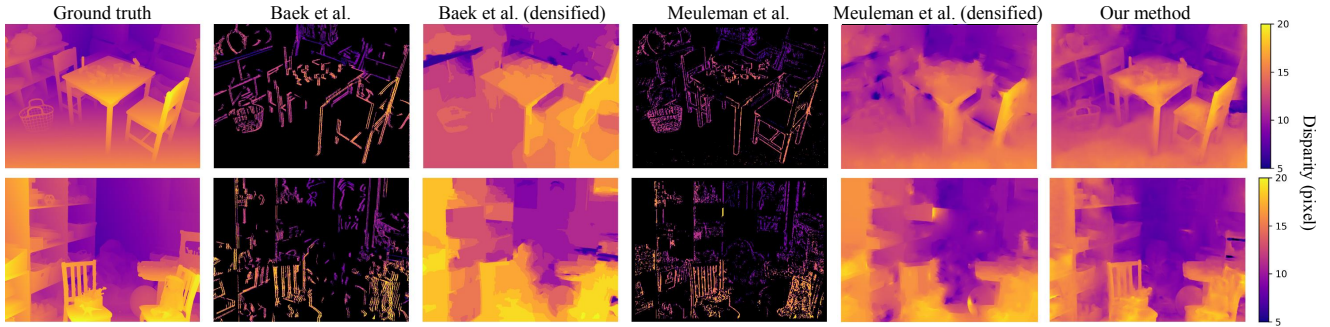 Ground truth
Baek et al.
Baek et al. (densified)
Meuleman et al.
Meuleman et al. (densified)
Our method
20
15
10
5
20
15
10
5
Disparity (pixel)